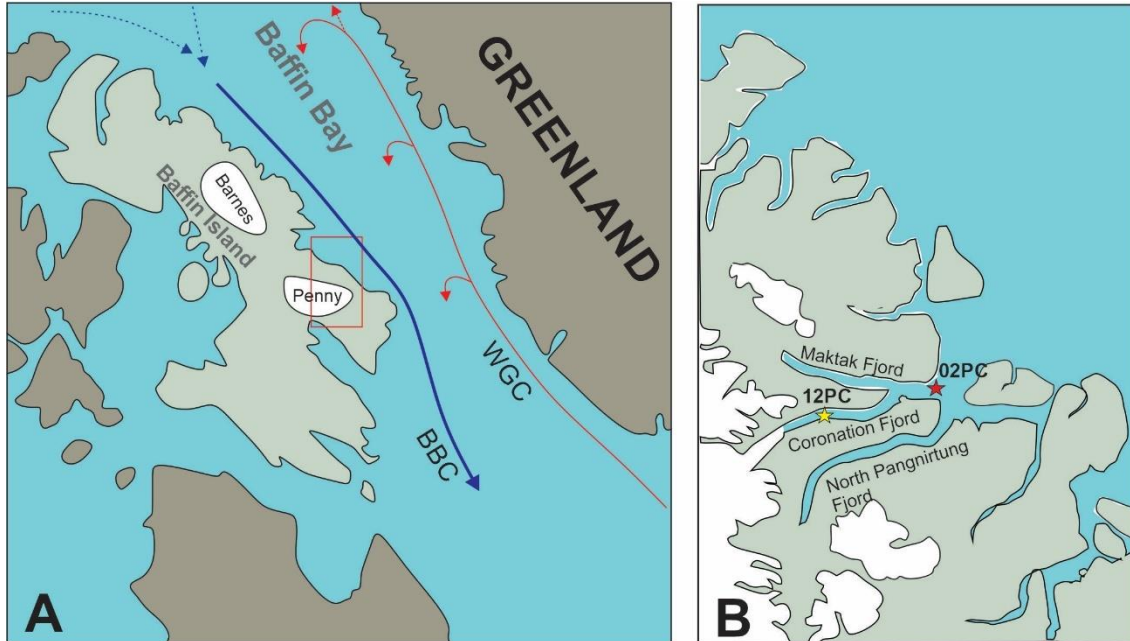 Baffin Bay
GREENLAND
Barnes
Baffin Island
Penny
WGC
BBC
A
Maktak Fjord
02PC
12PC
Coronation Fjord
North Pangnirtung
Fjord
B